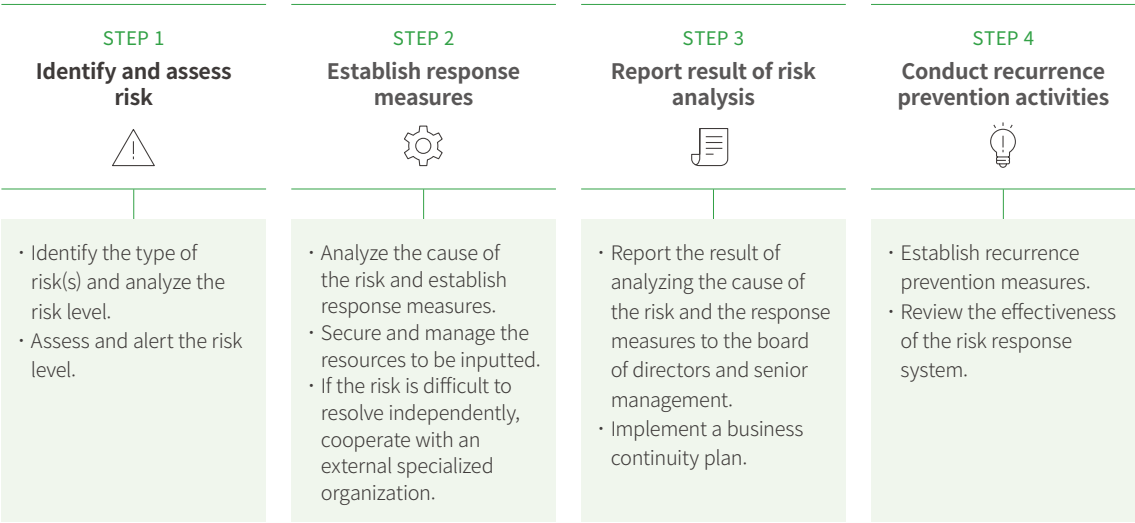 STEP 1
Identify and assess
risk
· Identify the type of
risk(s) and analyze the
risk level.
· Assess and alert the risk
level.
STEP 2
Establish response
measures
· Analyze the cause of
the risk and establish
response measures.
· Secure and manage the
resources to be inputted.
· If the risk is difficult to
resolve independently,
cooperate with an
external specialized
organization.
STEP 3
Report result of risk
analysis
· Report the result of
analyzing the cause of
the risk and the response
measures to the board
of directors and senior
management.
· Implement a business
continuity plan.
STEP 4
Conduct recurrence
prevention activities
· Establish recurrence
prevention measures.
· Review the effectiveness
of the risk response
system.